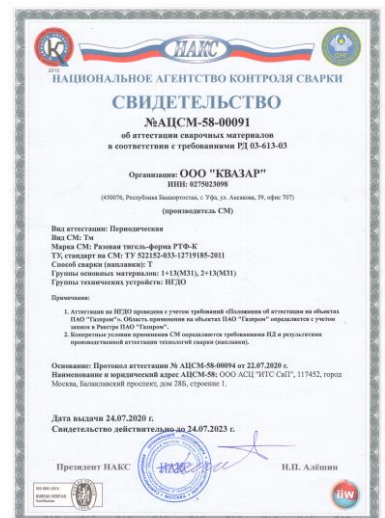 НАКС
НАЦИОНАЛЬНОЕ АГЕНТСТВО КОНТРОЛЯ СВАРКИ
СВИДЕТЕЛЬСТВО
№АЦСМ-58-00091
об аттестации сварочных материалов
в соответствии с требованиями РД 03-613-03
Организация: ООО "КВАЗАР"
ИНН: 0275023098
(450076, Республика Башкортостан, г. Уфа, ул. Аксакова, 59, офис 707)
(производитель СМ)
Вид аттестации: Периодическая
Вид СМ: Тм
Марка СМ: Разовая тигель-форма РТФ-К
ТУ, стандарт на СМ: ТУ 522152-033-12719185-2011
Способ сварки (наплавки): Т
Группы основных материалов: 1+13(М31), 2+13(М31)
Группы технических устройств: НГДО
Примечания:
1. Аттестация на НГДО проведена с учетом требований «Положения об аттестации на объектах
ПАО "Газпром"». Область применения на объектах ПАО "Газпром" определяется с учетом
записи в Реестре ПАО "Газпром".
2. Конкретные условия применения СМ определяются требованиями НД и результатами
производственной аттестации технологий сварки (наплавки).
Основание: Протокол аттестации № АЦСМ-58-00094 от 22.07.2020 г.
Наименование и юридический адрес АЦСМ-58: ООО АСЦ "ИТС СвП", 117452, город
Москва, Балаклавский проспект, дом 28Б, строение 1.
Дата выдачи 24.07.2020 г.
Свидетельство действительно до 24.07.2023 г.
Президент НАКС
НАКС
Н.П. Алёшин
iiw